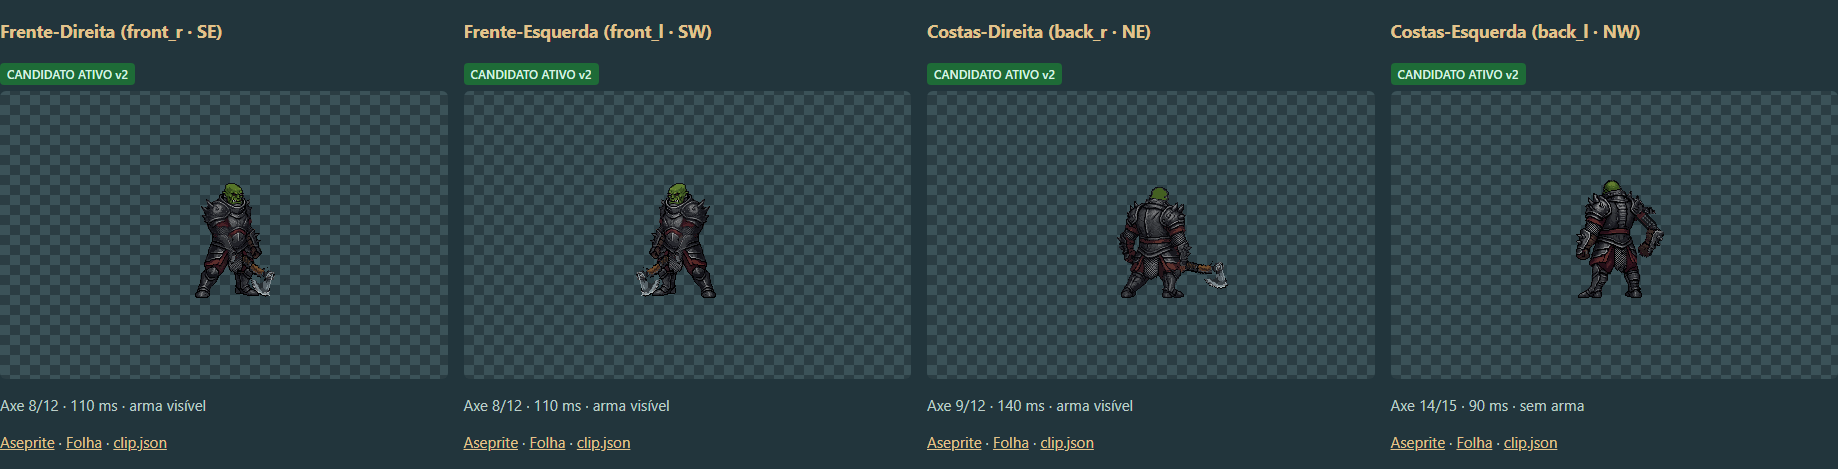 Frente-Direita (front_r · SE)
CANDIDATO ATIVO v2
Axe 8/12 · 110 ms · arma visível
Aseprite · Folha · clip.json
Frente-Esquerda (front_l · SW)
CANDIDATO ATIVO v2
Axe 8/12 · 110 ms · arma visível
Aseprite · Folha · clip.json
Costas-Direita (back_r · NE)
CANDIDATO ATIVO v2
Axe 9/12 · 140 ms · arma visível
Aseprite · Folha · clip.json
Costas-Esquerda (back_l · NW)
CANDIDATO ATIVO v2
Axe 14/15 · 90 ms · sem arma
Aseprite · Folha · clip.json